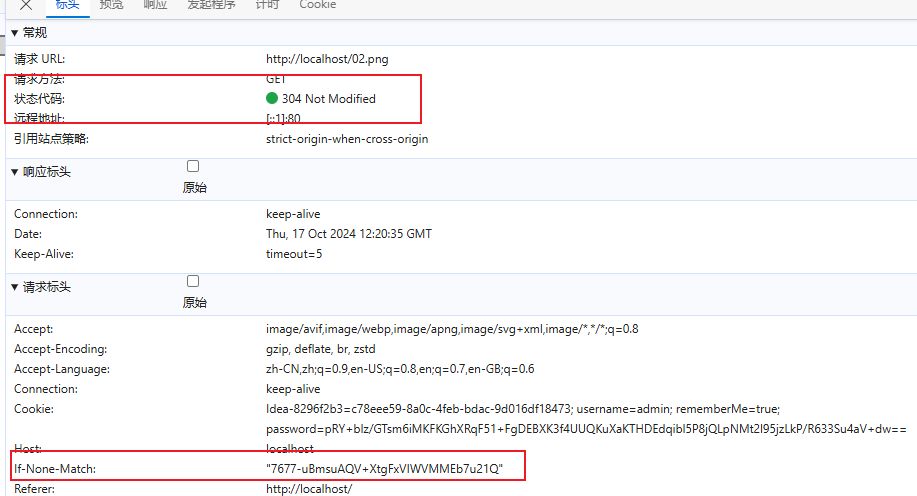 标头 预览 响应 发起程序 计时 Cookie
▼ 常规
请求 URL: http://localhost/02.png
请求方法: GET
状态代码: 304 Not Modified
远程地址: [::1]:80
引用站点策略: strict-origin-when-cross-origin
▼ 响应标头
原始
Connection: keep-alive
Date: Thu, 17 Oct 2024 12:20:35 GMT
Keep-Alive: timeout=5
▼ 请求标头
原始
Accept: image/avif,image/webp,image/apng,image/svg+xml,image/*,*/*;q=0.8
Accept-Encoding: gzip, deflate, br, zstd
Accept-Language: zh-CN,zh;q=0.9,en-US;q=0.8,en;q=0.7,en-GB;q=0.6
Connection: keep-alive
Cookie: Idea-8296f2b3=c78eee59-8a0c-4feb-bdac-9d016df18473; username=admin; rememberMe=true;
password=pRY+blz/GTsm6iMKFKGhXRqF51+FgDEBXK3f4UUQKuXaKTHDEdqibI5P8jQLpNMt2I95jzLkP/R633Su4aV+dw==
Host: localhost
If-None-Match: "7677-uBmsuAQV+XtgFxVIWVMMEb7u21Q"
Referer: http://localhost/